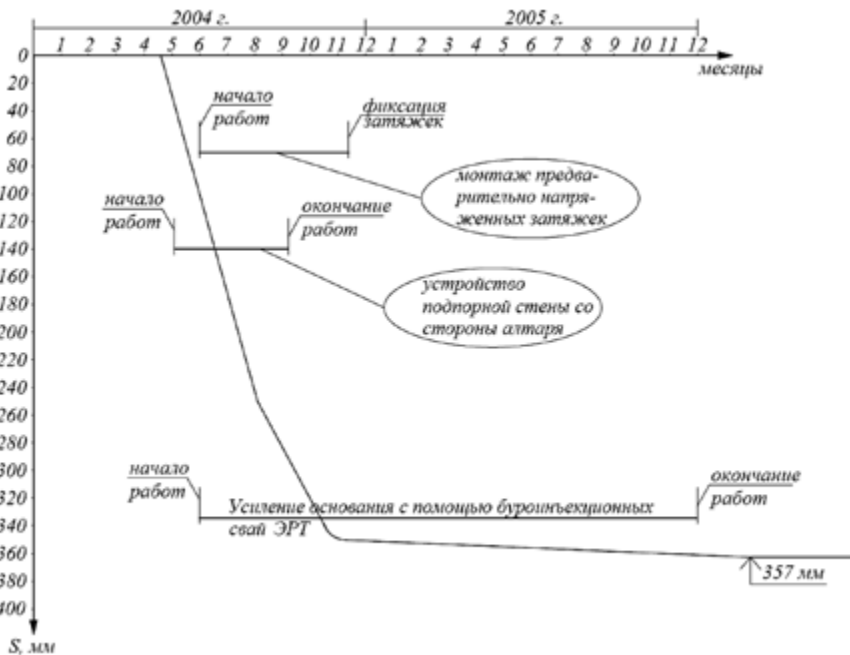 2004 г.
2005 г.
1 2 3 4 5 6 7 8 9 10 11 12 1 2 3 4 5 6 7 8 9 10 11 12
месяцы
0
20
40
60
80
100
120
140
160
180
200
220
240
260
280
300
320
340
360
380
400
S, мм
начало
работ
фиксация
затяжек
монтаж предва-
рительно напря-
женных затяжек
начало
работ
окончание
работ
устройство
подпорной стены со
стороны алтаря
начало
работ
Усиление основания с помощью буроинъекционных
свай ЭРТ
окончание
работ
357 мм